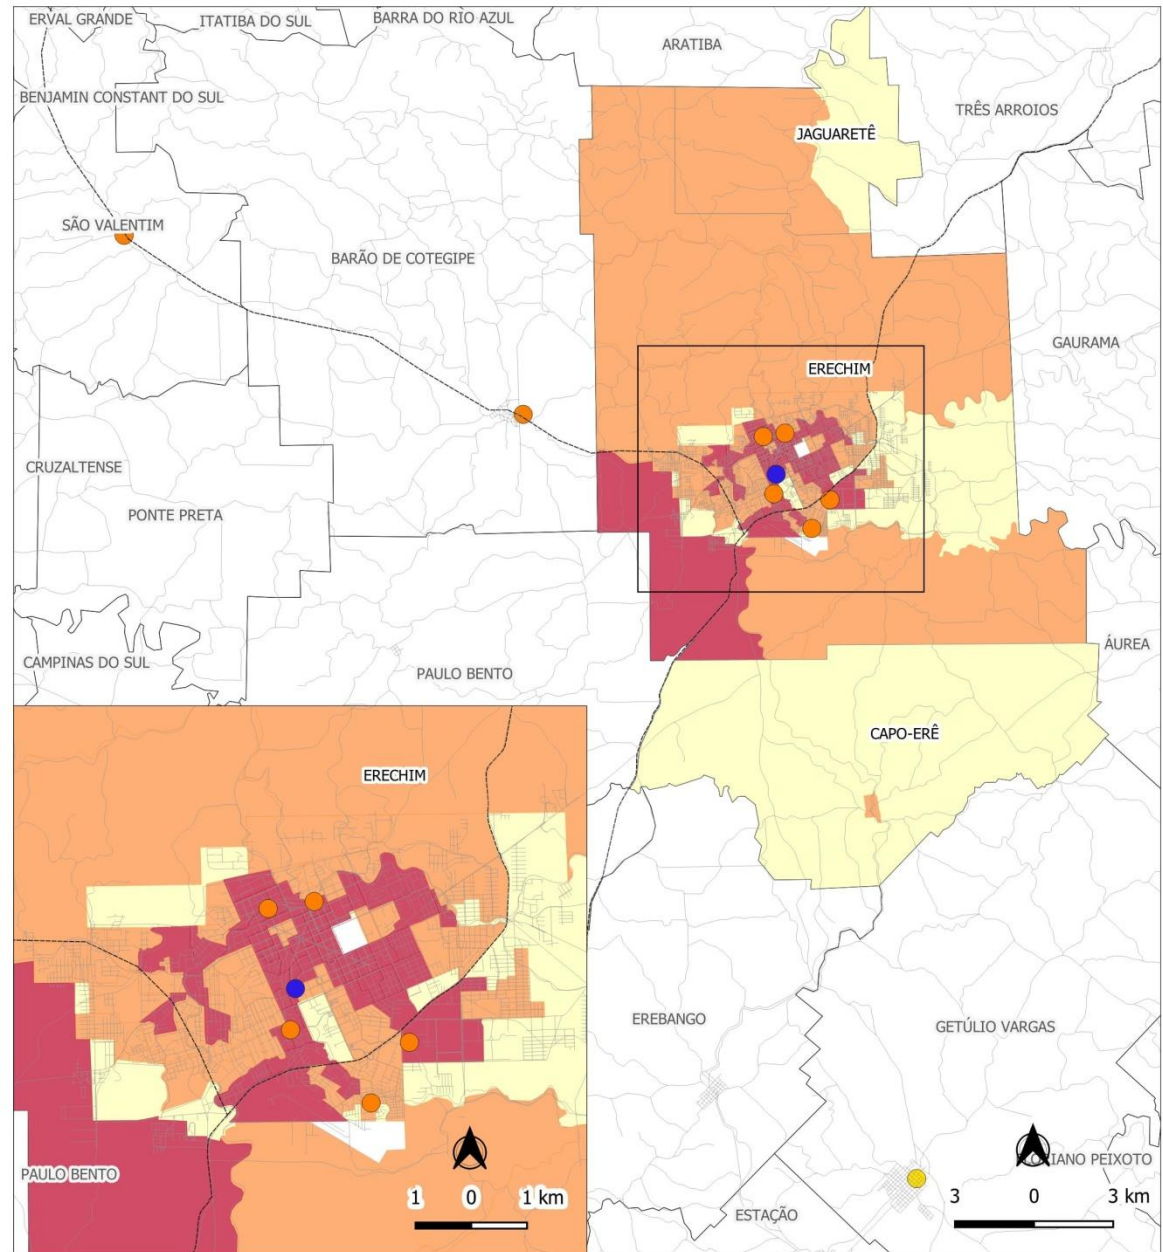 ERVAL GRANDE
ITATIBA DO SUL
BARRA DO RIO AZUL
ARATIBA
BENJAMIN CONSTANT DO SUL
TRÊS ARROIOS
JAGUARETÊ
SÃO VALENTIM
BARÃO DE COTEGIPE
GAURAMA
ERECHIM
CRUZALTENSE
PONTE PRETA
ÁUREA
CAMPINAS DO SUL
PAULO BENTO
CAPO-ERÊ
ERECHIM
EREBANGO
GETÚLIO VARGAS
PAULO BENTO
IANO PEIXOTO
1 0 1 km
3 0 3 km
ESTAÇÃO